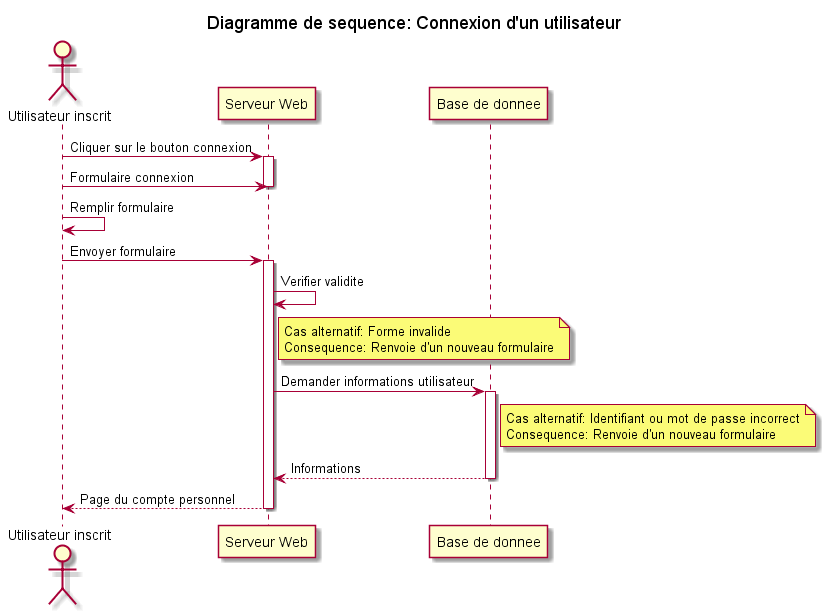 Diagramme de sequence: Connexion d'un utilisateur
Utilisateur inscrit
Serveur Web
Base de donnee
Cliquer sur le bouton connexion
Formulaire connexion
Remplir formulaire
Envoyer formulaire
Verifier validite
Cas alternatif: Forme invalide
Consequence: Renvoie d'un nouveau formulaire
Demander informations utilisateur
Cas alternatif: Identifiant ou mot de passe incorrect
Consequence: Renvoie d'un nouveau formulaire
Informations
Page du compte personnel
Utilisateur inscrit
Serveur Web
Base de donnee